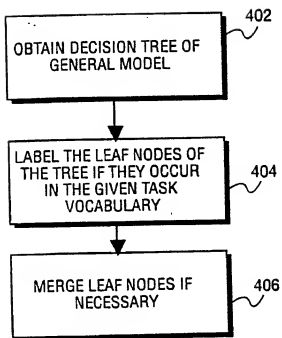 402
OBTAIN DECISION TREE OF
GENERAL MODEL
LABEL THE LEAF NODES OF
THE TREE IF THEY OCCUR
IN THE GIVEN TASK
VOCABULARY
404
MERGE LEAF NODES IF
NECESSARY
406